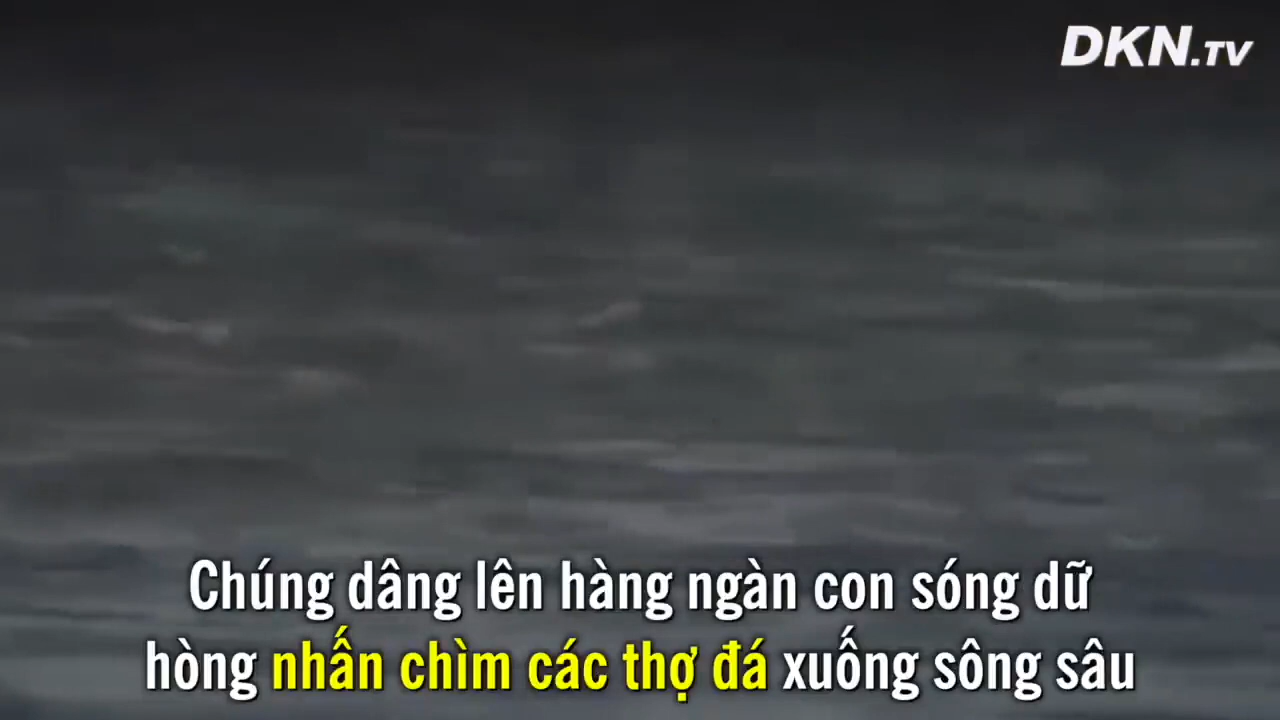 DKN.TV
Chúng dâng lên hàng ngàn con sóng dữ
hòng nhấn chìm các thợ đá xuống sông sâu